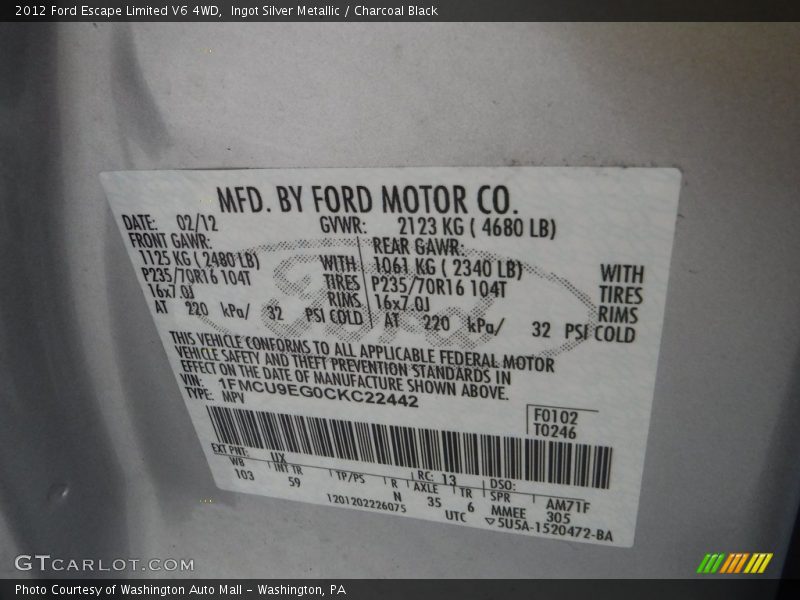 2012 Ford Escape Limited V6 4WD, Ingot Silver Metallic / Charcoal Black
MFD. BY FORD MOTOR CO.
DATE: 02/12 GVWR: 2123 KG ( 4680 LB)
FRONT GAWR: REAR GAWR:
1125 KG ( 2480 LB) WITH 1061 KG ( 2340 LB) WITH
P235/70R16 104T TIRES P235/70R16 104T TIRES
16x7.0J RIMS 16x7.0J RIMS
AT 220 kPa/ 32 PSI COLD AT 220 kPa/ 32 PSI COLD
Ford
THIS VEHICLE CONFORMS TO ALL APPLICABLE FEDERAL MOTOR
VEHICLE SAFETY AND THEFT PREVENTION STANDARDS IN
EFFECT ON THE DATE OF MANUFACTURE SHOWN ABOVE.
VIN: 1FMCU9EG0CKC22442
TYPE: MPV
F0102
T0246
EXT PNT: UX RC: 13 DSO:
WB INT TR TP/PS R AXLE TR SPR AM71F
103 59 N 35 6 MMEE 305
1201202226075 UTC ▽5U5A-1520472-BA
GTCARLOT.COM
Photo Courtesy of Washington Auto Mall - Washington, PA